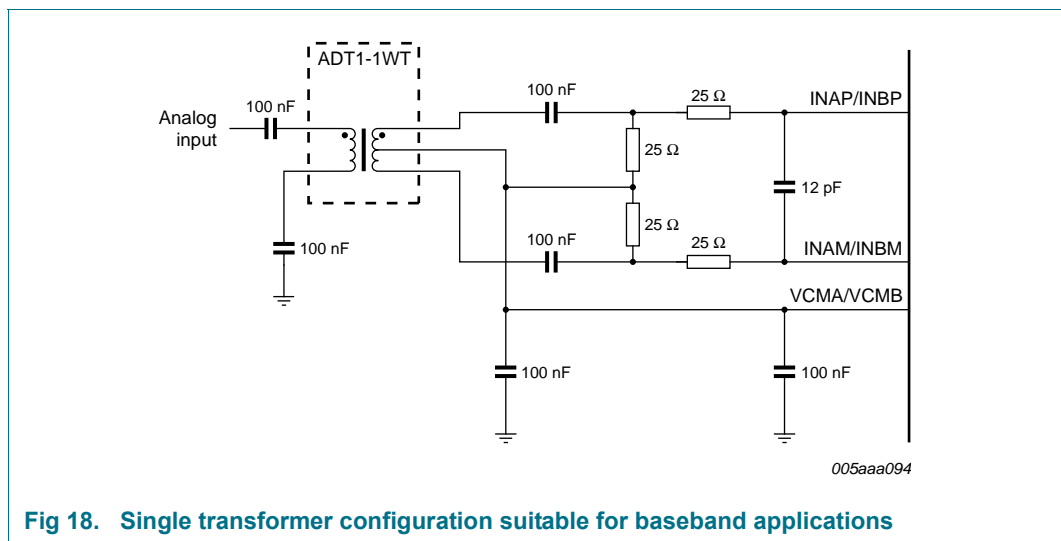 ADT1-1WT
100 nF
Analog
input
100 nF
100 nF
25 Ω
INAP/INBP
25 Ω
12 pF
25 Ω
100 nF
25 Ω
INAM/INBM
VCMA/VCMB
100 nF
100 nF
005aaa094
Fig 18. Single transformer configuration suitable for baseband applications